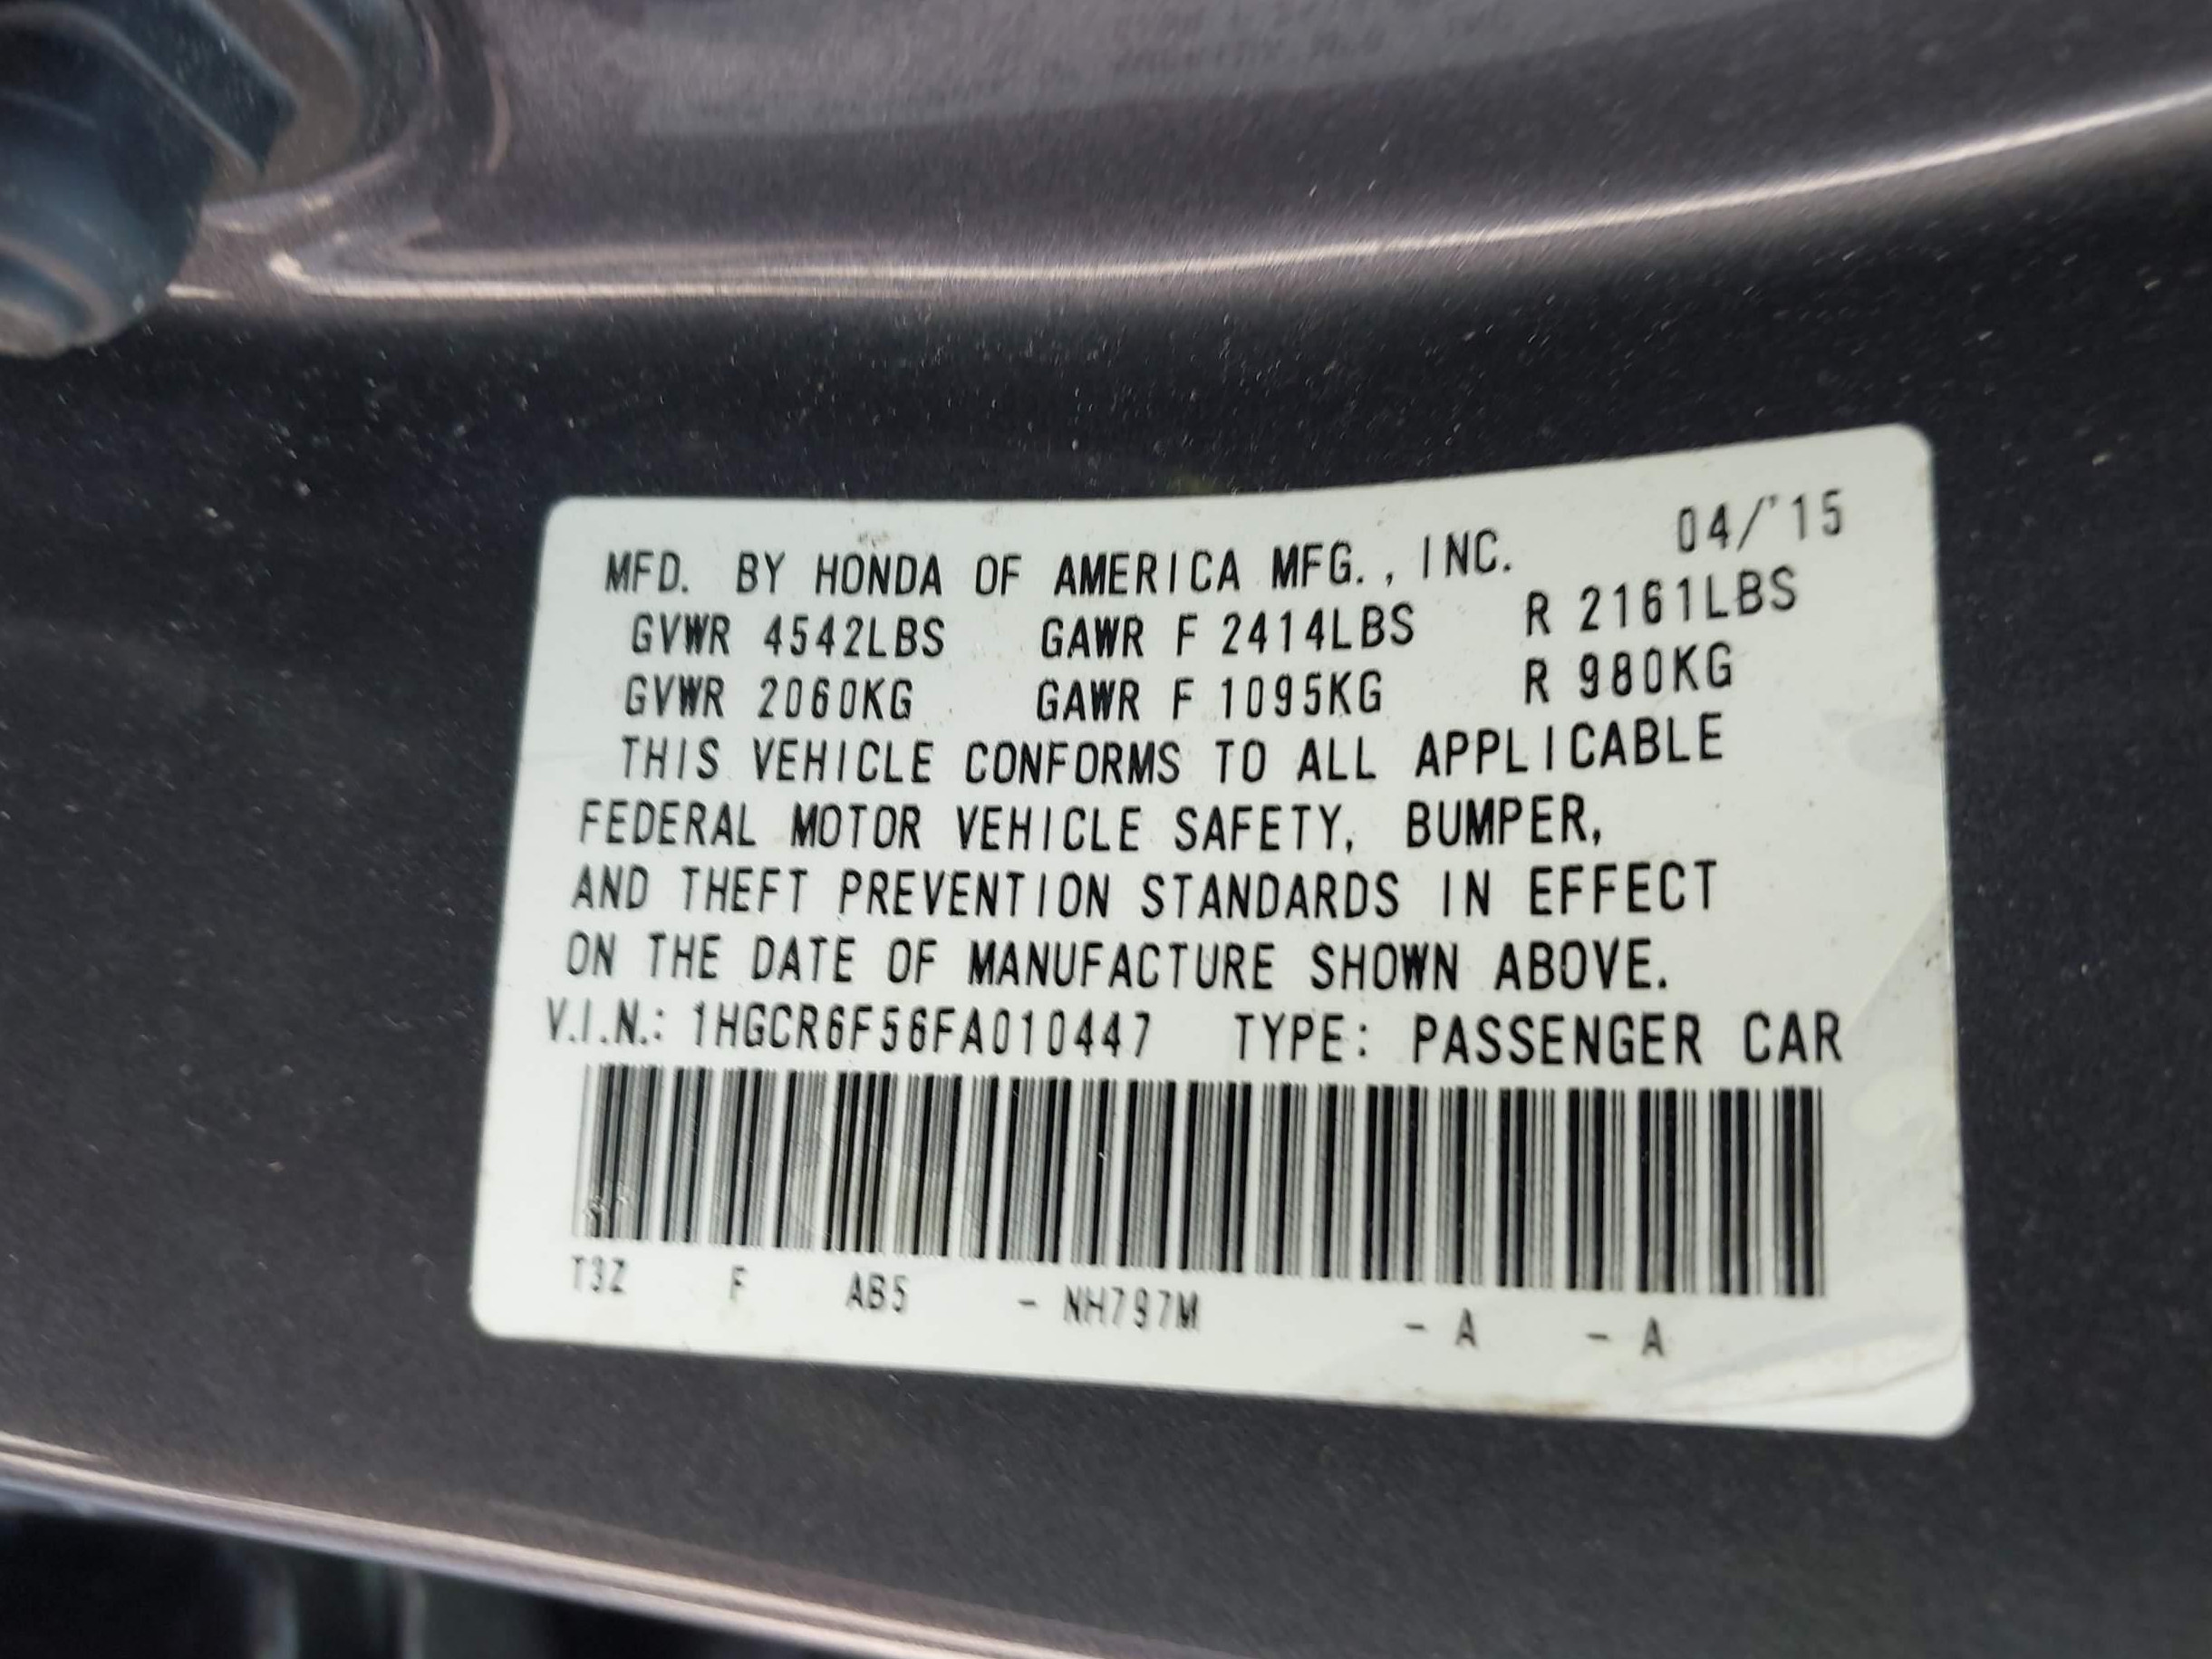 MFD. BY HONDA OF AMERICA MFG., INC. 04/'15
GVWR 4542LBS GAWR F 2414LBS R 2161LBS
GVWR 2060KG GAWR F 1095KG R 980KG
THIS VEHICLE CONFORMS TO ALL APPLICABLE
FEDERAL MOTOR VEHICLE SAFETY, BUMPER,
AND THEFT PREVENTION STANDARDS IN EFFECT
ON THE DATE OF MANUFACTURE SHOWN ABOVE.
V.I.N.: 1HGCR6F56FA010447 TYPE: PASSENGER CAR
T3Z F AB5 - NH797M - A - A